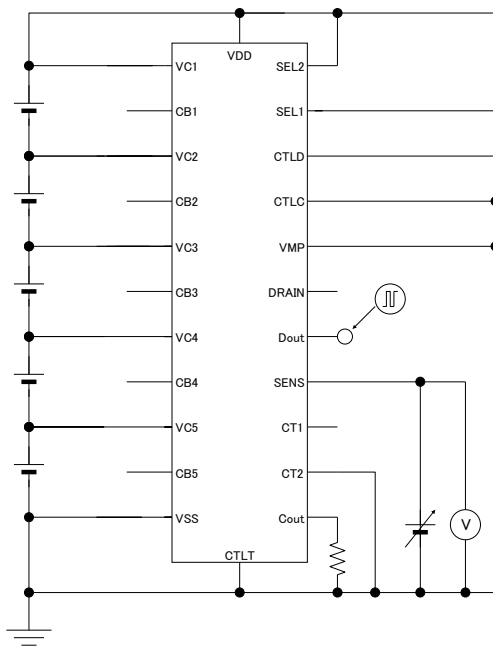 VDD
VC1
SEL2
CB1
SEL1
VC2
CTLD
CB2
CTLC
VC3
VMP
CB3
DRAIN
VC4
Dout
CB4
SENS
VC5
CT1
CB5
CT2
VSS
Cout
V
CTLT